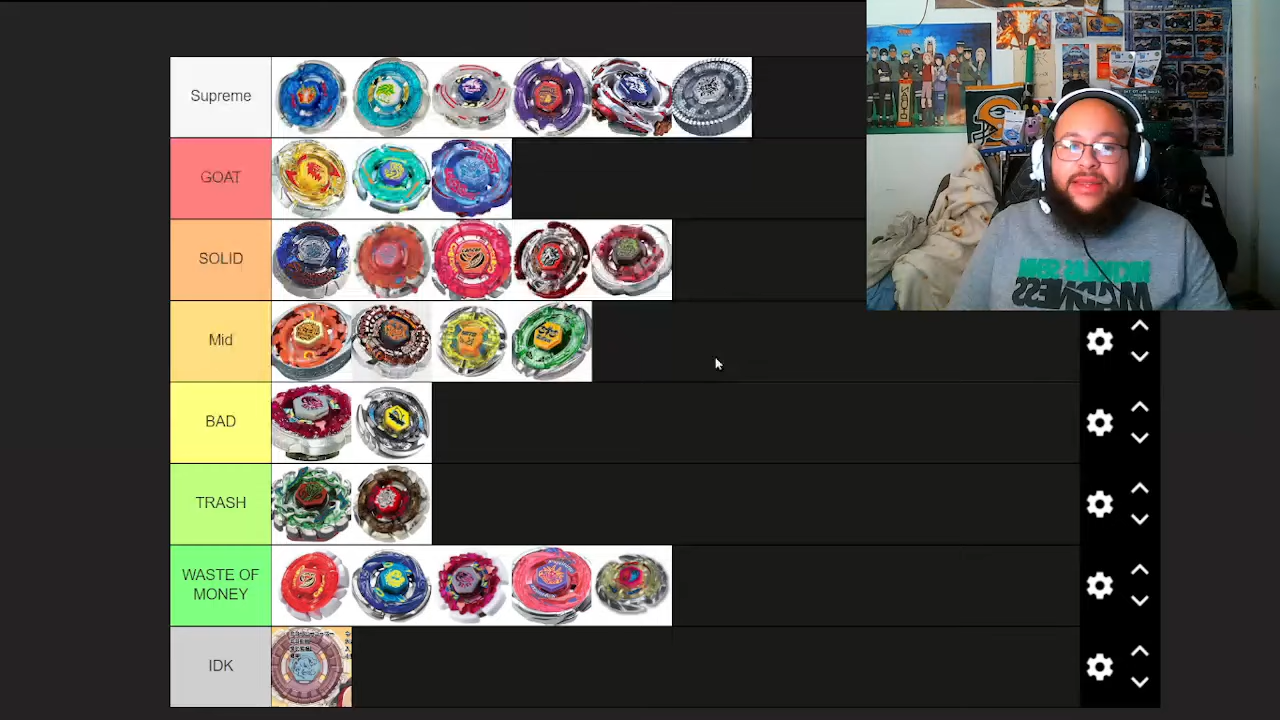 Supreme
GOAT
SOLID
Mid
BAD
TRASH
WASTE OF
MONEY
IDK